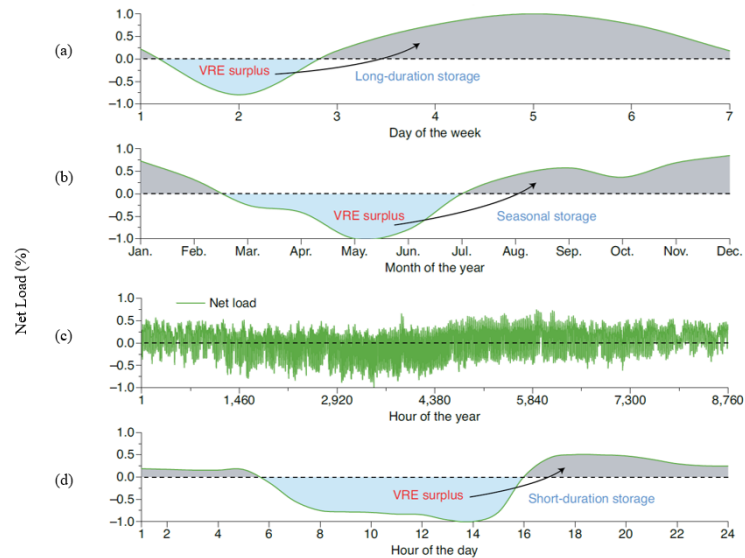 (a)
1.0
0.5
0.0
−0.5
−1.0
VRE surplus
Long-duration storage
1 2 3 4 5 6 7
Day of the week
(b)
1.0
0.5
0.0
−0.5
−1.0
VRE surplus
Seasonal storage
Jan. Feb. Mar. Apr. May. Jun. Jul. Aug. Sep. Oct. Nov. Dec.
Month of the year
Net Load (%)
(c)
1.0
0.5
0.0
−0.5
−1.0
Net load
1 1,460 2,920 4,380 5,840 7,300 8,760
Hour of the year
(d)
1.0
0.5
0.0
−0.5
−1.0
VRE surplus
Short-duration storage
1 2 4 6 8 10 12 14 16 18 20 22 24
Hour of the day